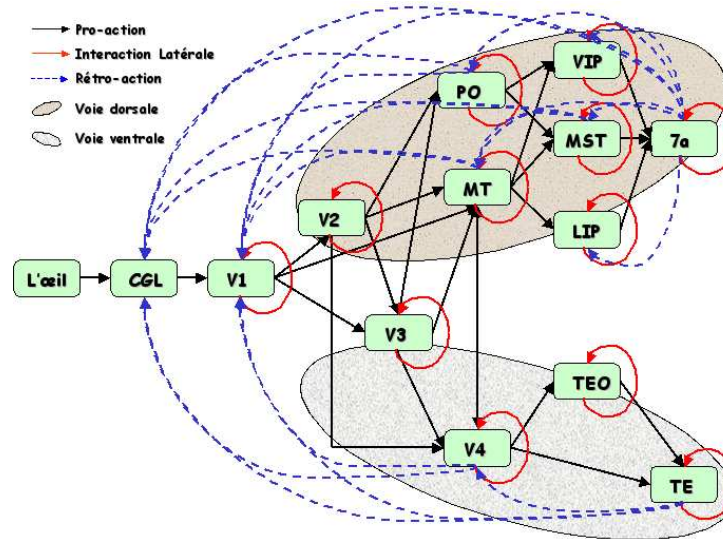 Pro-action
Interaction Latérale
Rétro-action
Voie dorsale
Voie ventrale
VIP
PO
MST
7a
MT
V2
LIP
L'œil
CGL
V1
V3
TEO
V4
TE